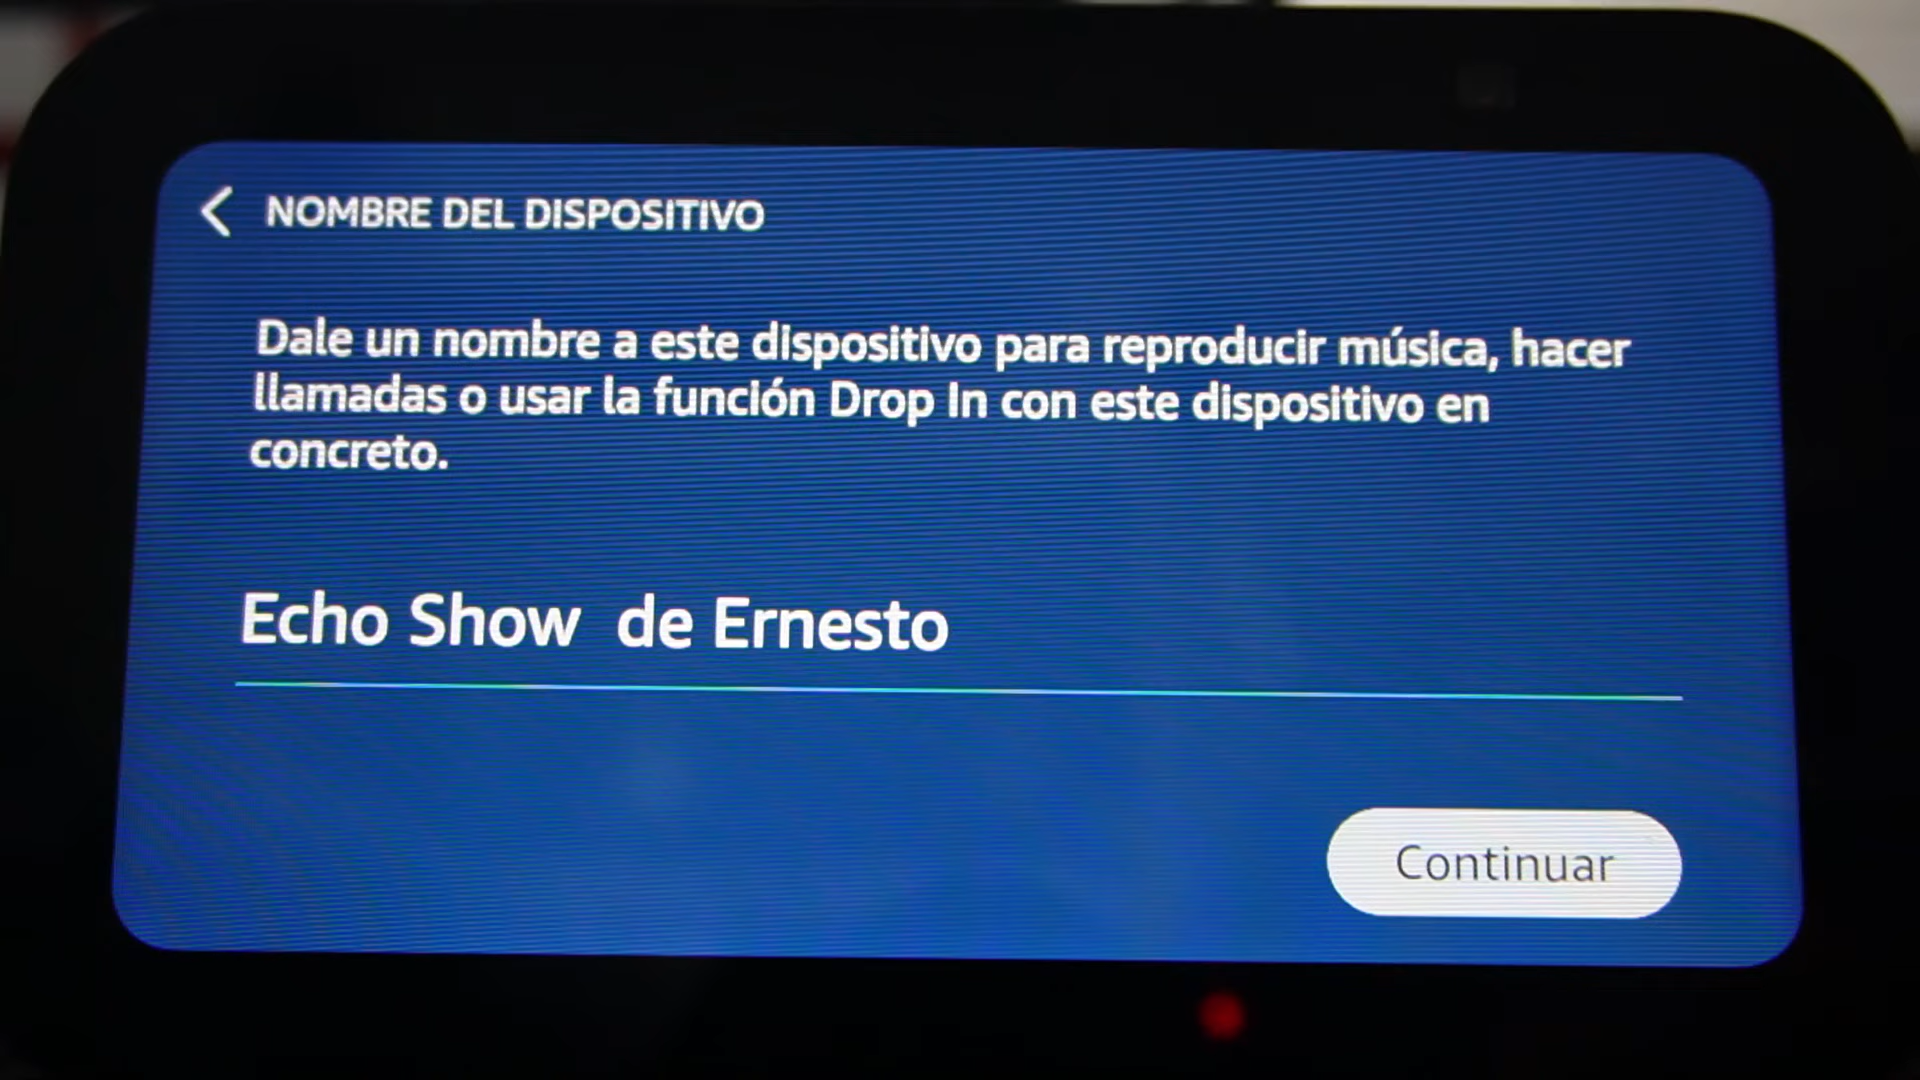 NOMBRE DEL DISPOSITIVO
Dale un nombre a este dispositivo para reproducir música, hacer
llamadas o usar la función Drop In con este dispositivo en
concreto.
Echo Show  de Ernesto
Continuar